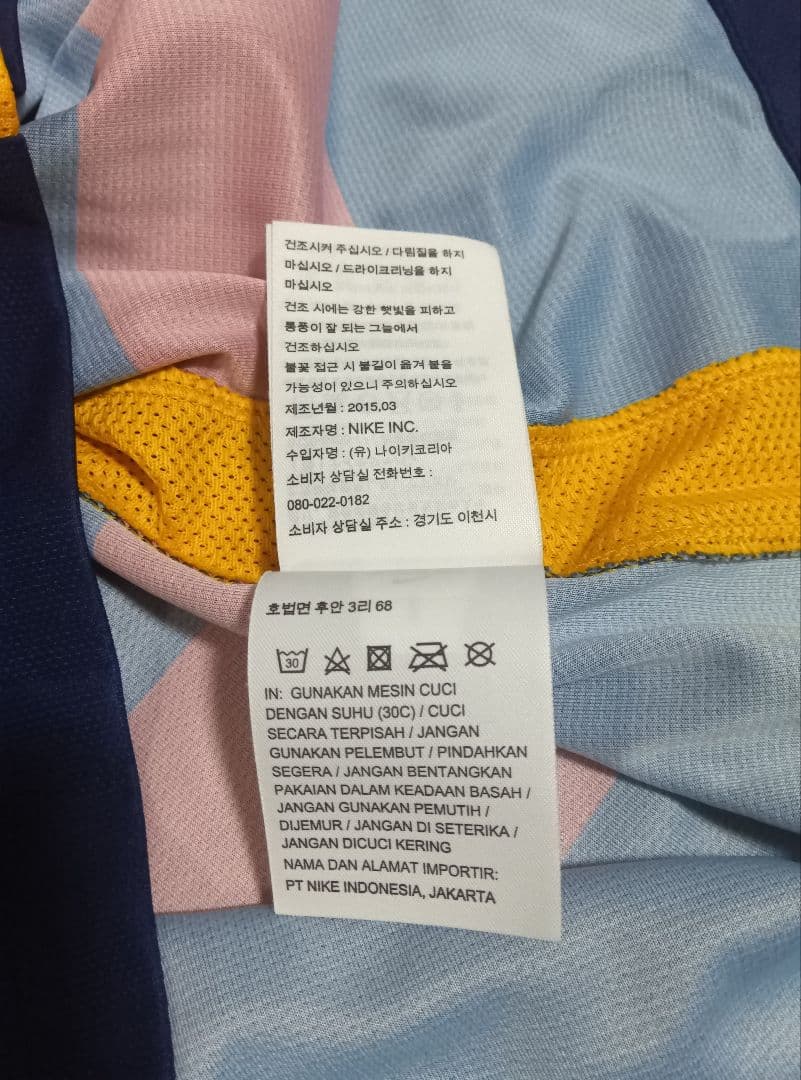 건조시켜 주십시오 / 다림질을 하지
마십시오 / 드라이크리닝을 하지
마십시오
건조 시에는 강한 햇빛을 피하고
통풍이 잘 되는 그늘에서
건조하십시오
불꽃 접근 시 불길이 옮겨 붙을
가능성이 있으니 주의하십시오
제조년월 : 2015,03
제조자명 : NIKE INC.
수입자명 : (유) 나이키코리아
소비자 상담실 전화번호 :
080-022-0182
소비자 상담실 주소 : 경기도 이천시
호법면 후안 3리 68
30
IN: GUNAKAN MESIN CUCI
DENGAN SUHU (30C) / CUCI
SECARA TERPISAH / JANGAN
GUNAKAN PELEMBUT / PINDAHKAN
SEGERA / JANGAN BENTANGKAN
PAKAIAN DALAM KEADAAN BASAH /
JANGAN GUNAKAN PEMUTIH /
DIJEMUR / JANGAN DI SETERIKA /
JANGAN DICUCI KERING
NAMA DAN ALAMAT IMPORTIR:
PT NIKE INDONESIA, JAKARTA